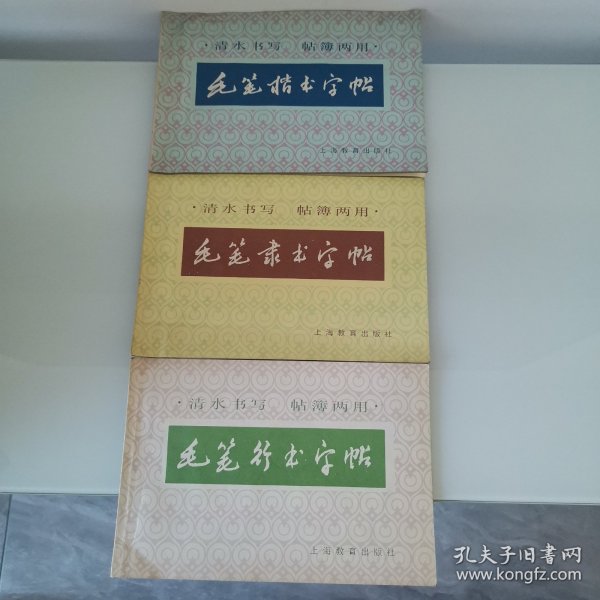 ·清水书写 帖簿两用·
毛笔楷书字帖
上海教育出版社
·清水书写 帖簿两用·
毛笔隶书字帖
上海教育出版社
·清水书写 帖簿两用·
毛笔行书字帖
上海教育出版社
孔夫子旧书网
www.kongfz.com